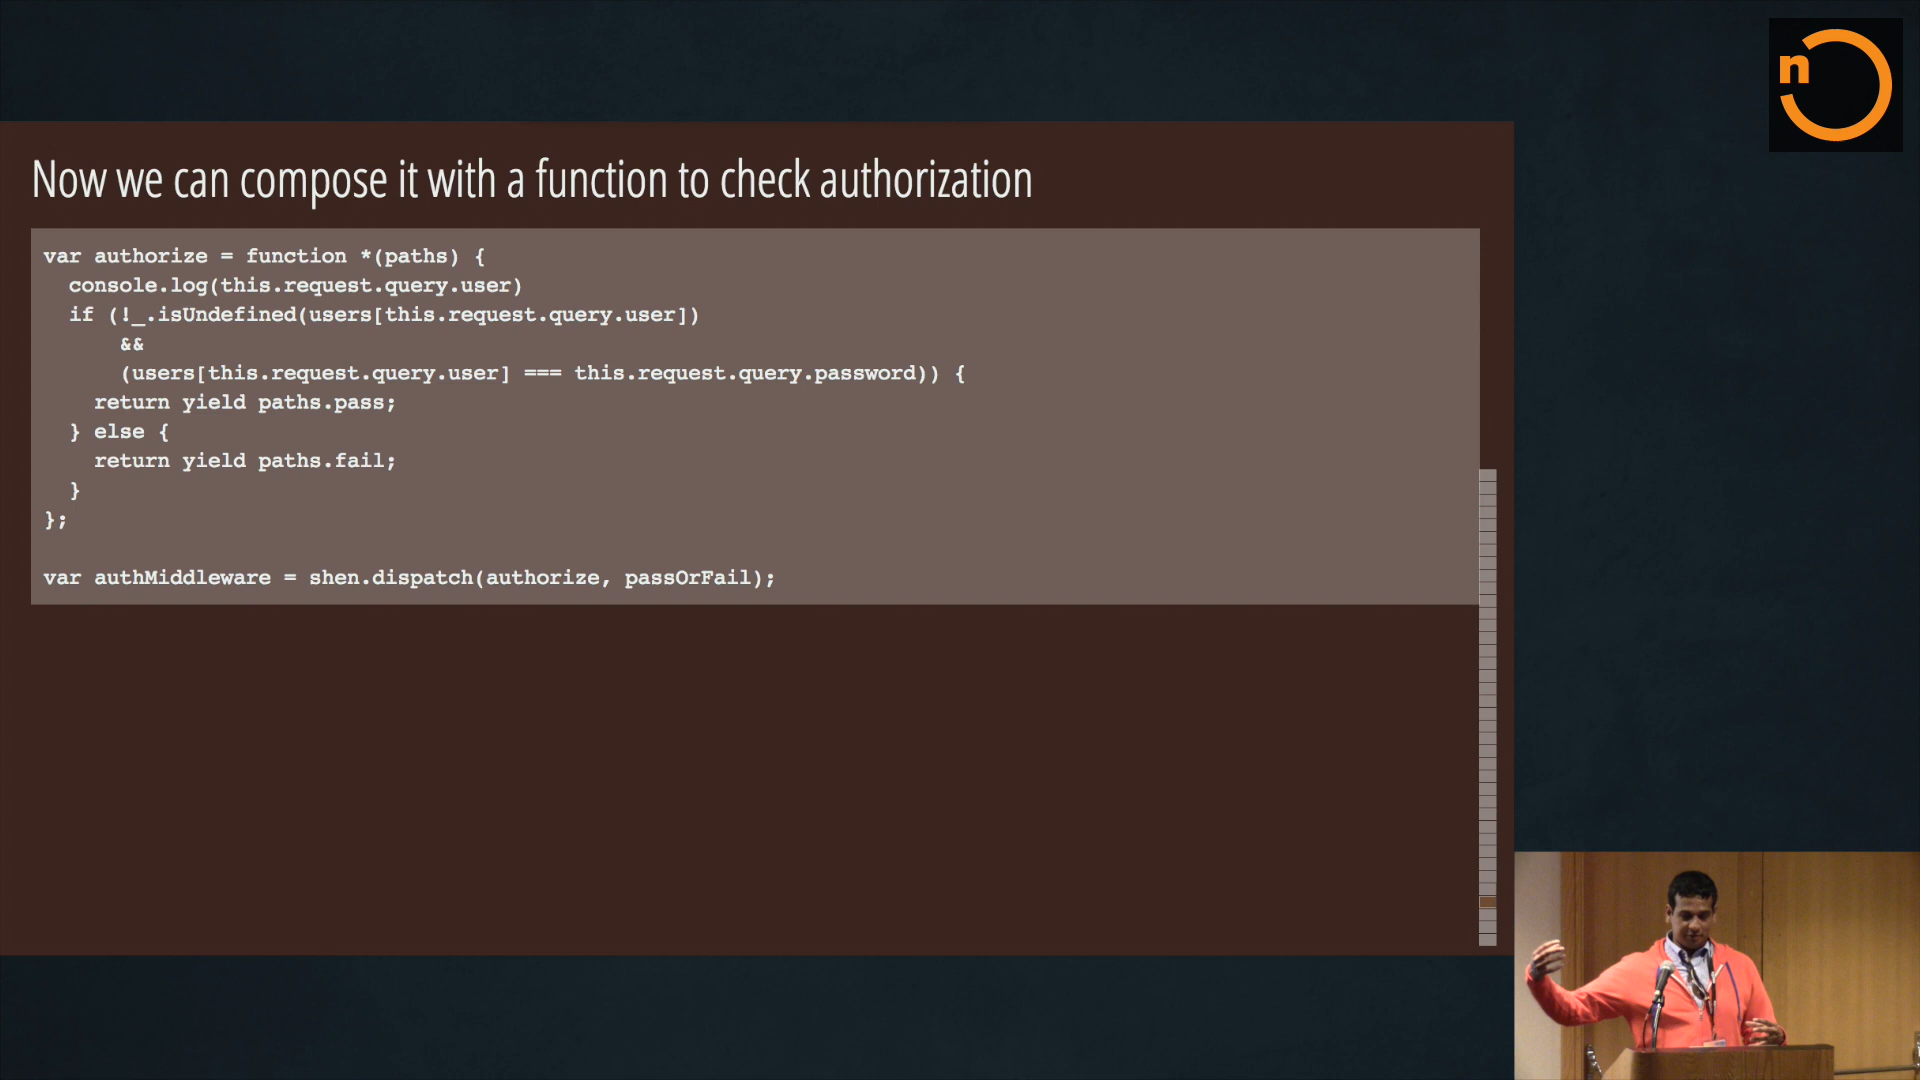 n
Now we can compose it with a function to check authorization
var authorize = function *(paths) {
  console.log(this.request.query.user)
  if (!_.isUndefined(users[this.request.query.user])
      &&
      (users[this.request.query.user] === this.request.query.password)) {
    return yield paths.pass;
  } else {
    return yield paths.fail;
  }
};
var authMiddleware = shen.dispatch(authorize, passOrFail);